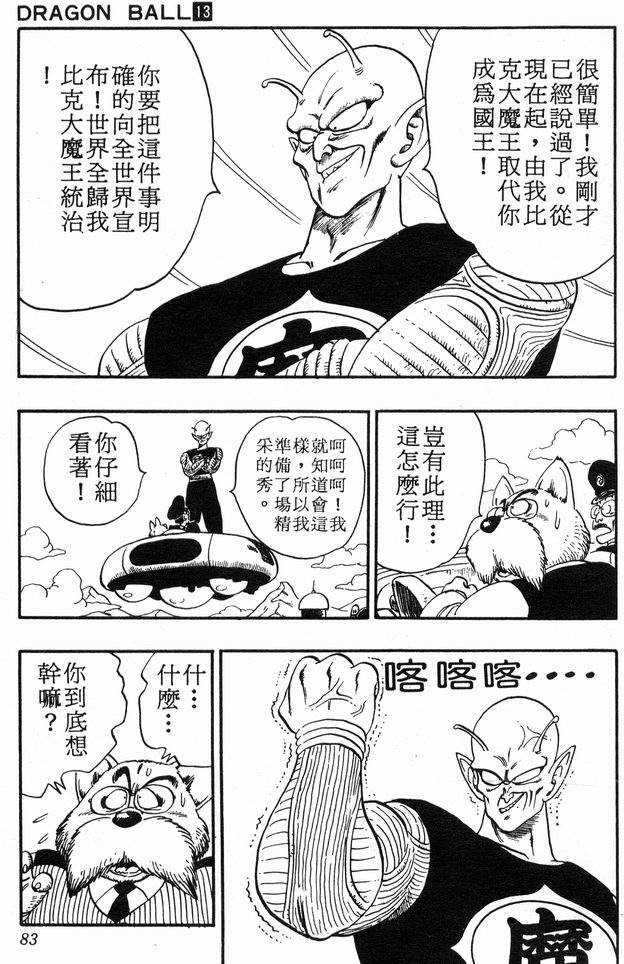 DRAGON BALL 13
很簡單！我剛才
已經說過了。從
現在起，由我比
克大魔王取代你
成爲國王！
你要把這件事明
確的向全世界宣
布！世界全歸我
比克大魔王統治
！
魔
豈有此理…
這怎麼行！
呵呵呵！我
就知道會這
樣，所以我
準備了場精
采的秀。
你仔細
看著！
喀喀喀‥‥
魔
什…
什麼…
你到底想
幹嘛？
83